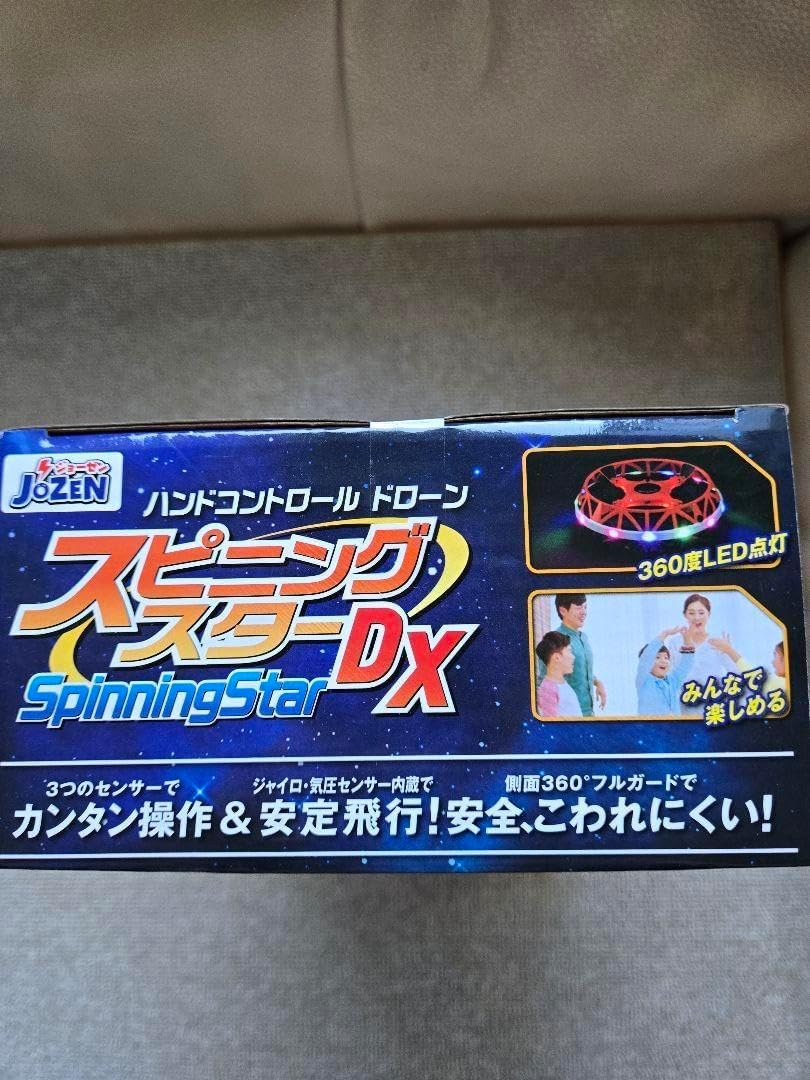 ジョーゼン
JOZEN
ハンドコントロール ドローン
スピニング
スターDX
SpinningStar
360度LED点灯
みんなで
楽しめる
3つのセンサーで
カンタン操作&
ジャイロ・気圧センサー内蔵で
安定飛行!
側面360°フルガードで
安全、こわれにくい!